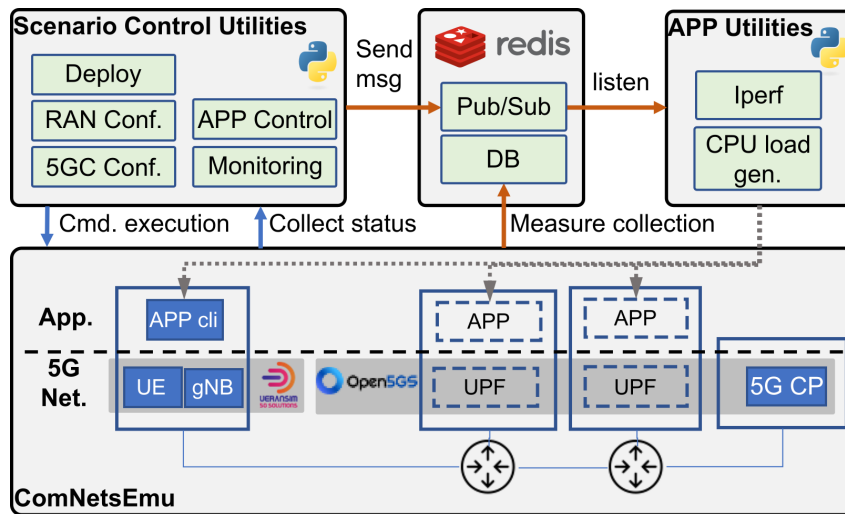 Scenario Control Utilities
Deploy
RAN Conf.
5GC Conf.
APP Control
Monitoring
Send
msg
redis
Pub/Sub
DB
listen
APP Utilities
Iperf
CPU load
gen.
Cmd. execution
Collect status
Measure collection
App.
APP cli
APP
APP
5G
Net.
UE
gNB
UERANSIM
5G SOLUTIONS
Open5GS
UPF
UPF
5G CP
ComNetsEmu